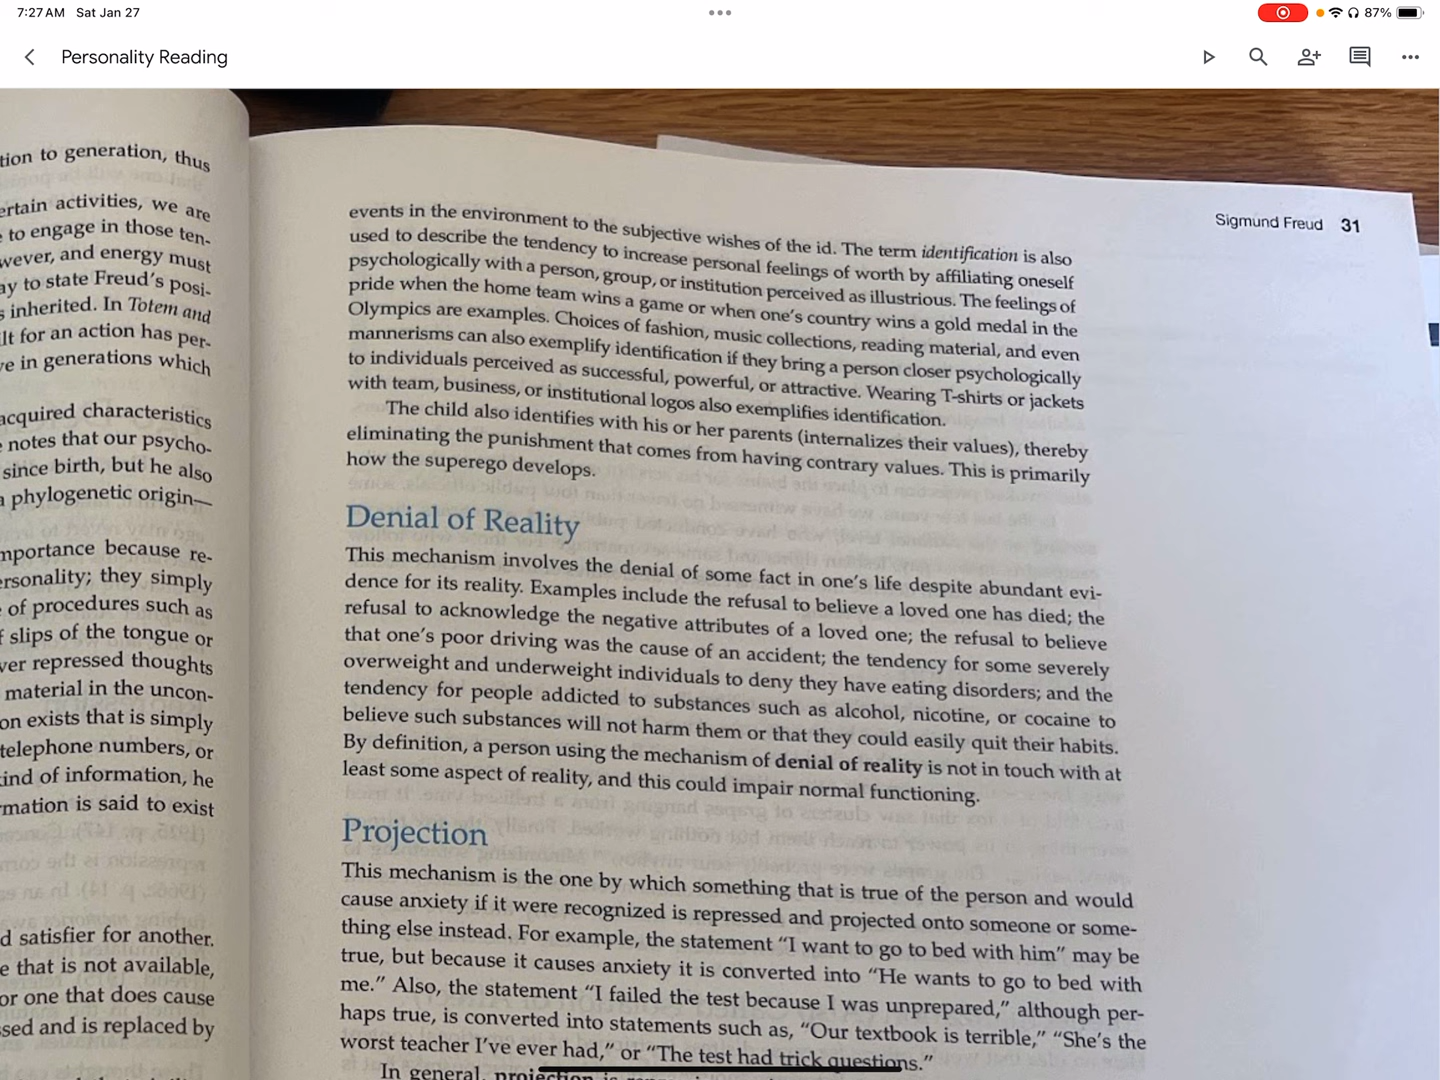 7:27 AM Sat Jan 27
87%
Personality Reading
tion to generation, thus
ertain activities, we are
to engage in those ten-
wever, and energy must
ay to state Freud's posi-
s inherited. In Totem and
lt for an action has per-
ve in generations which
acquired characteristics
notes that our psycho-
since birth, but he also
a phylogenetic origin—
mportance because re-
ersonality; they simply
of procedures such as
f slips of the tongue or
ver repressed thoughts
material in the uncon-
on exists that is simply
telephone numbers, or
kind of information, he
rmation is said to exist
d satisfier for another.
e that is not available,
or one that does cause
ssed and is replaced by
Sigmund Freud 31
events in the environment to the subjective wishes of the id. The term identification is also
used to describe the tendency to increase personal feelings of worth by affiliating oneself
psychologically with a person, group, or institution perceived as illustrious. The feelings of
pride when the home team wins a game or when one's country wins a gold medal in the
Olympics are examples. Choices of fashion, music collections, reading material, and even
mannerisms can also exemplify identification if they bring a person closer psychologically
to individuals perceived as successful, powerful, or attractive. Wearing T-shirts or jackets
with team, business, or institutional logos also exemplifies identification.
The child also identifies with his or her parents (internalizes their values), thereby
eliminating the punishment that comes from having contrary values. This is primarily
how the superego develops.
Denial of Reality
This mechanism involves the denial of some fact in one's life despite abundant evi-
dence for its reality. Examples include the refusal to believe a loved one has died; the
refusal to acknowledge the negative attributes of a loved one; the refusal to believe
that one's poor driving was the cause of an accident; the tendency for some severely
overweight and underweight individuals to deny they have eating disorders; and the
tendency for people addicted to substances such as alcohol, nicotine, or cocaine to
believe such substances will not harm them or that they could easily quit their habits.
By definition, a person using the mechanism of denial of reality is not in touch with at
least some aspect of reality, and this could impair normal functioning.
Projection
This mechanism is the one by which something that is true of the person and would
cause anxiety if it were recognized is repressed and projected onto someone or some-
thing else instead. For example, the statement “I want to go to bed with him” may be
true, but because it causes anxiety it is converted into “He wants to go to bed with
me.” Also, the statement “I failed the test because I was unprepared,” although per-
haps true, is converted into statements such as, “Our textbook is terrible,” “She's the
worst teacher I've ever had,” or “The test had trick questions.”
In general, projection is